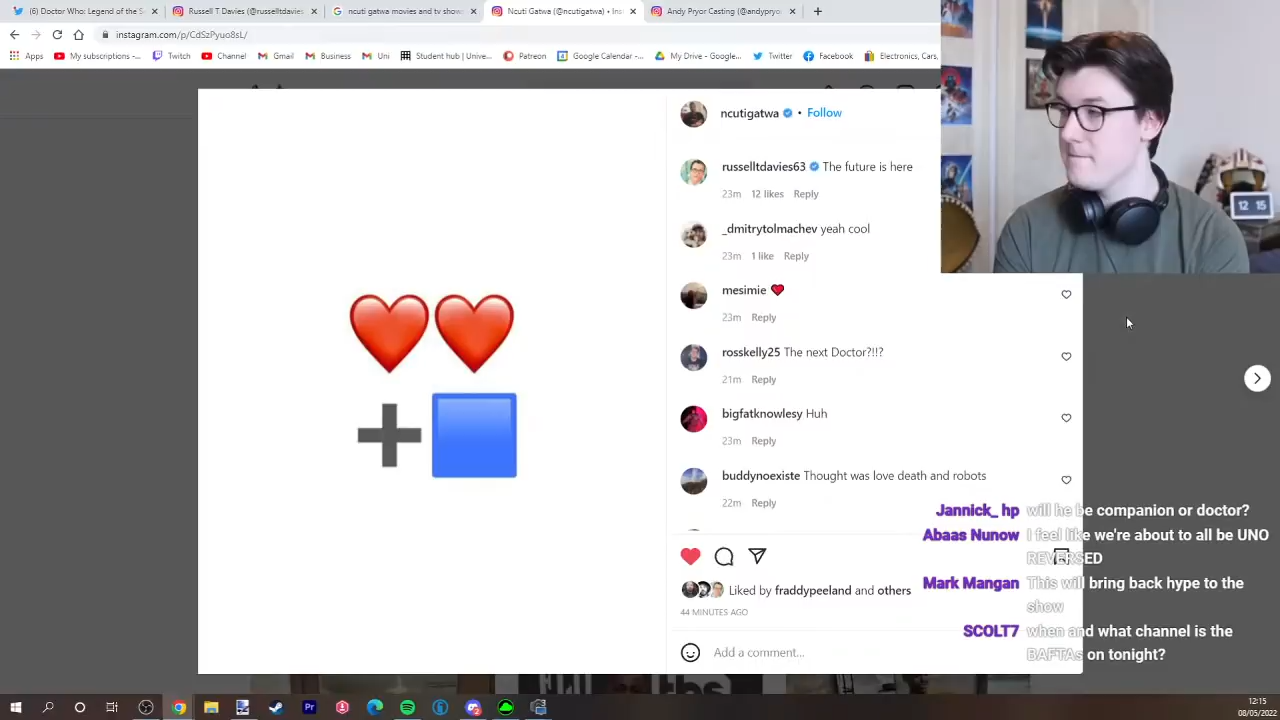 (6) Doctor Who: Legend of the S
Russell T Davies (@russelltdavies
ncuti gatwa movies and tv shows
Ncuti Gatwa (@ncutigatwa) • Ins
Andy Pryor Casting (@andypryo
instagram.com/p/CdSzPyuo8sL/
Apps
My subscriptions -...
Twitch
Channel
Gmail
Business
Uni
Student hub | Unive...
Patreon
Google Calendar -...
My Drive - Google...
Twitter
Facebook
Electronics, Cars,
ncutigatwa • Follow
russelltdavies63 The future is here
23m 12 likes Reply
_dmitrytolmachev yeah cool
23m 1 like Reply
mesimie
23m Reply
rosskelly25 The next Doctor?!!?
21m Reply
bigfatknowlesy Huh
23m Reply
buddynoexiste Thought was love death and robots
22m Reply
Liked by fraddypeeland and others
44 MINUTES AGO
Add a comment...
12 15
Jannick_ hp will he be companion or doctor?
Abaas Nunow I feel like we're about to all be UNO
REVERSED
Mark Mangan This will bring back hype to the
show
SCOLT7 when and what channel is the
BAFTAs on tonight?
12:15
08/05/2022